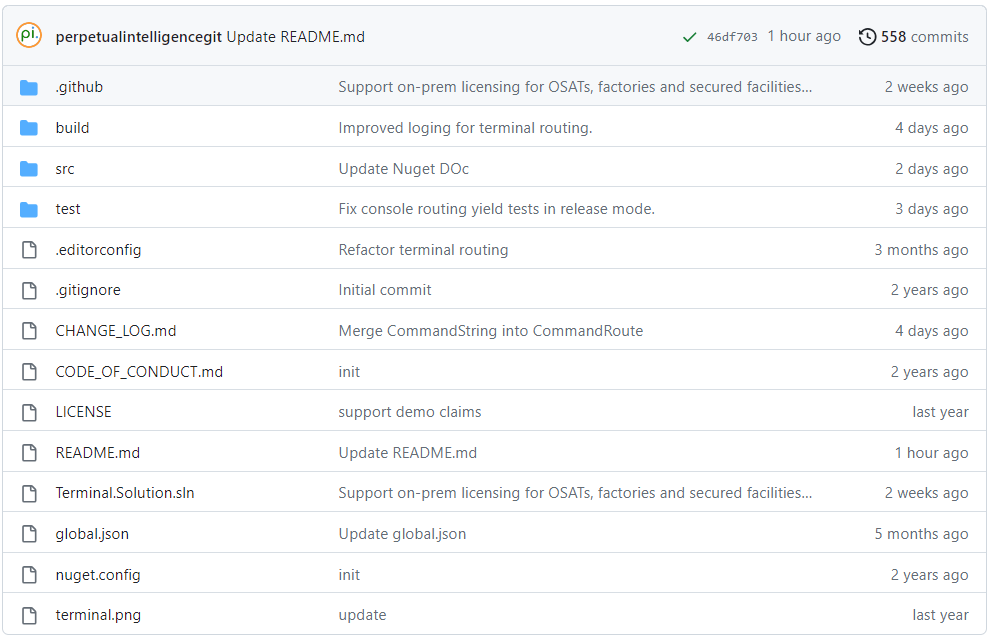 pi. perpetualintelligencegit Update README.md 46df703 1 hour ago 558 commits
.github Support on-prem licensing for OSATs, factories and secured facilities... 2 weeks ago
build Improved loging for terminal routing. 4 days ago
src Update Nuget DOc 2 days ago
test Fix console routing yield tests in release mode. 3 days ago
.editorconfig Refactor terminal routing 3 months ago
.gitignore Initial commit 2 years ago
CHANGE_LOG.md Merge CommandString into CommandRoute 4 days ago
CODE_OF_CONDUCT.md init 2 years ago
LICENSE support demo claims last year
README.md Update README.md 1 hour ago
Terminal.Solution.sln Support on-prem licensing for OSATs, factories and secured facilities... 2 weeks ago
global.json Update global.json 5 months ago
nuget.config init 2 years ago
terminal.png update last year